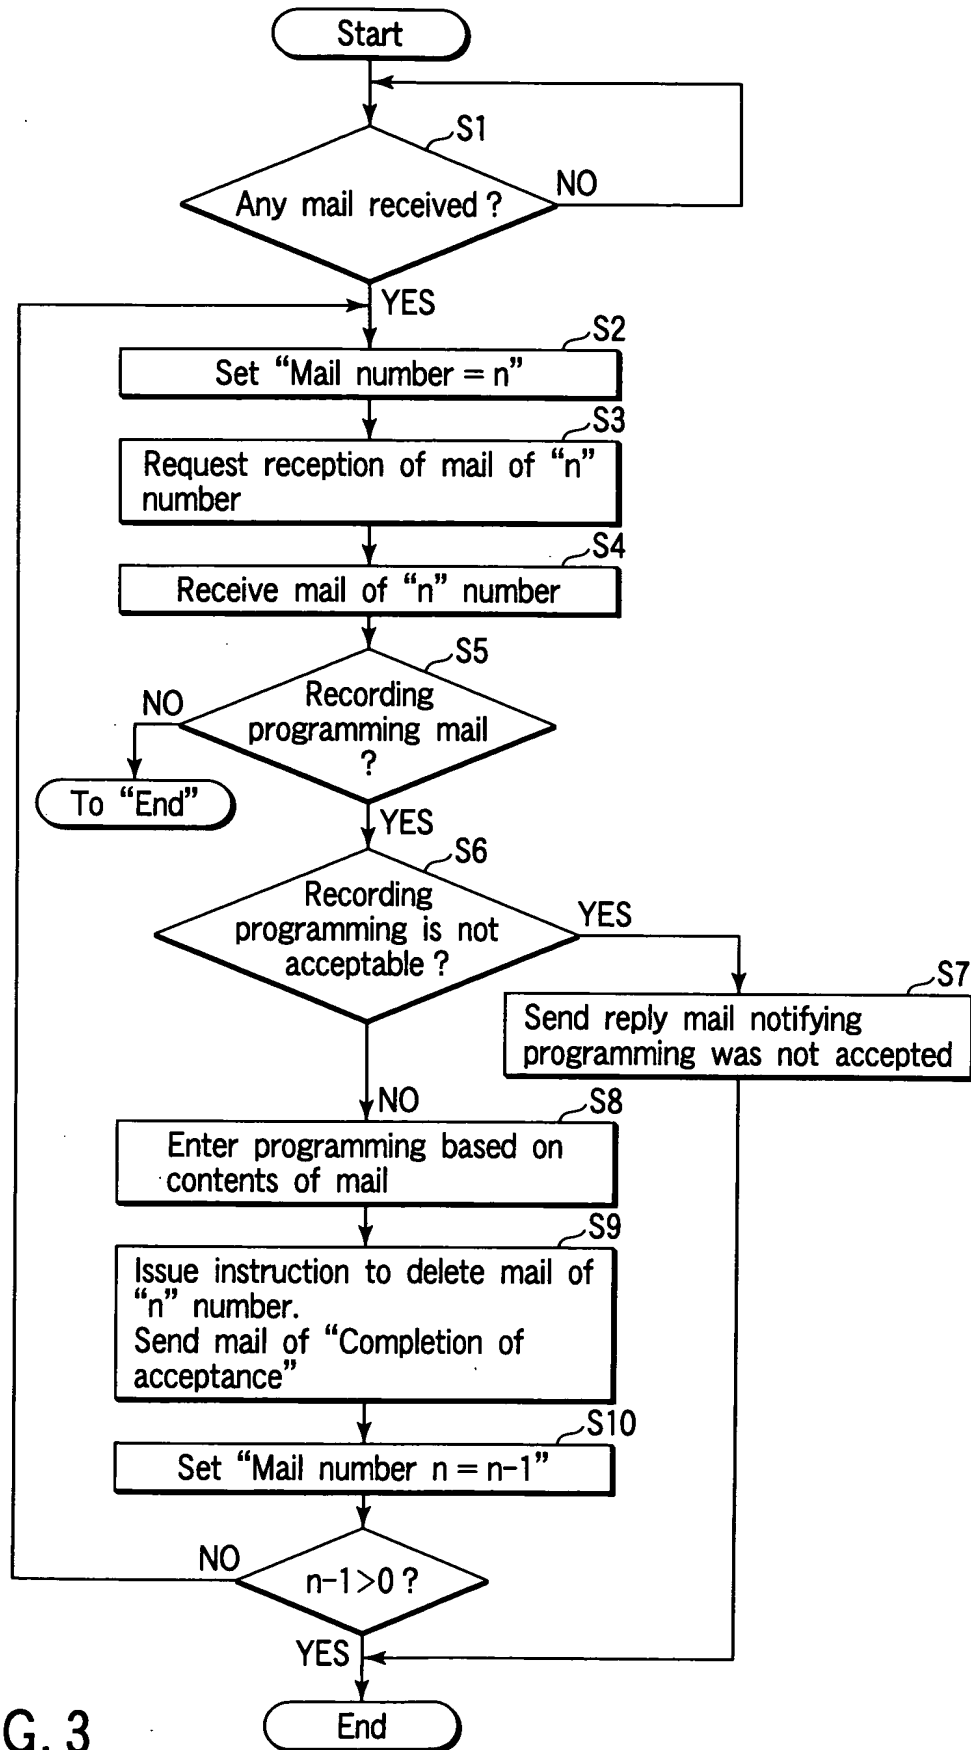 Start
S1
Any mail received ?
NO
YES
S2
Set “Mail number = n”
S3
Request reception of mail of “n”
number
S4
Receive mail of “n” number
S5
Recording
programming mail
?
NO
To “End”
YES
S6
Recording
programming is not
acceptable ?
YES
S7
Send reply mail notifying
programming was not accepted
NO
S8
Enter programming based on
contents of mail
S9
Issue instruction to delete mail of
“n” number.
Send mail of “Completion of
acceptance”
S10
Set “Mail number n = n-1”
NO
n-1>0 ?
YES
End
G. 3